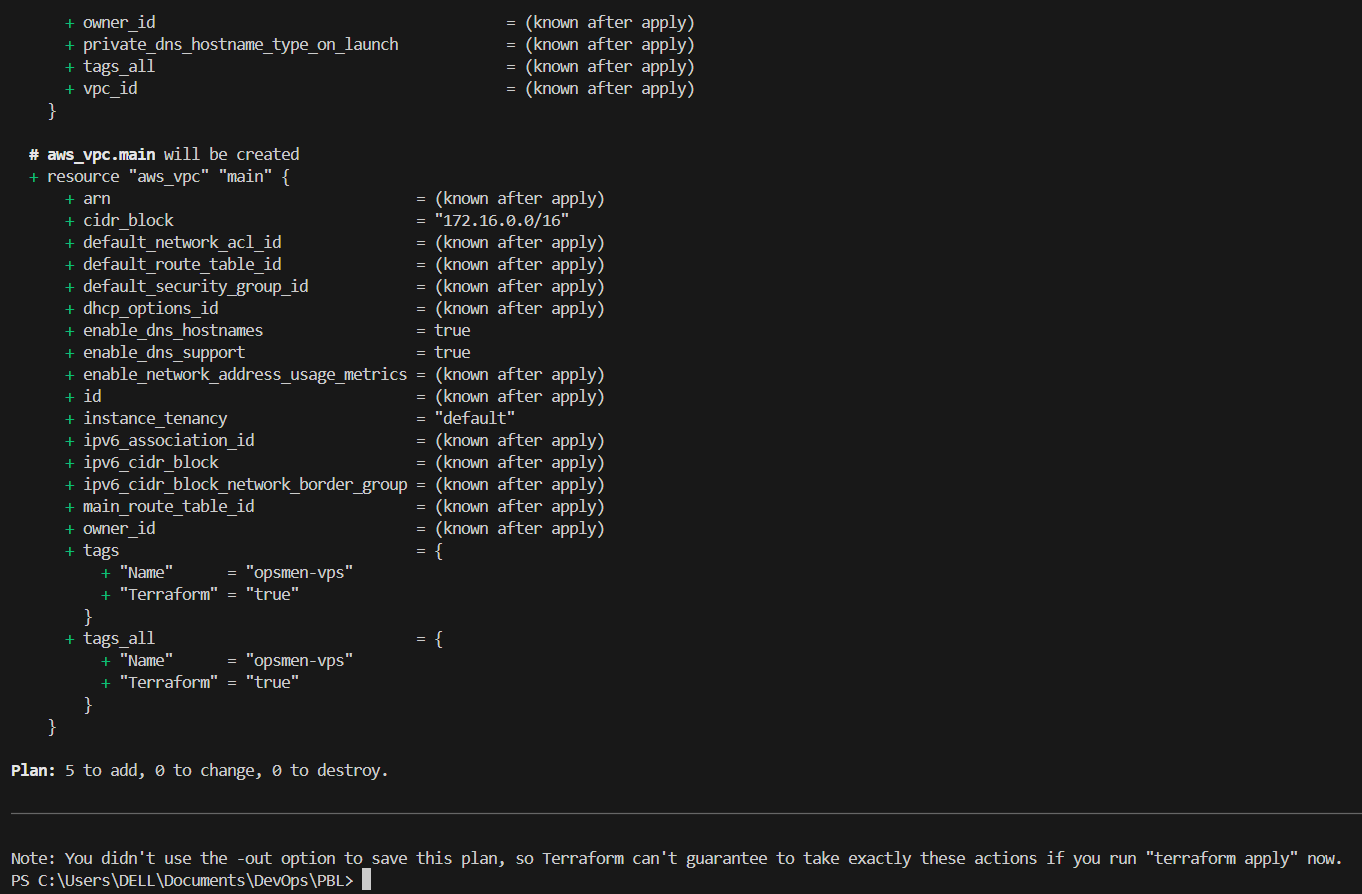 + owner_id = (known after apply)
+ private_dns_hostname_type_on_launch = (known after apply)
+ tags_all = (known after apply)
+ vpc_id = (known after apply)
}
# aws_vpc.main will be created
+ resource "aws_vpc" "main" {
+ arn = (known after apply)
+ cidr_block = "172.16.0.0/16"
+ default_network_acl_id = (known after apply)
+ default_route_table_id = (known after apply)
+ default_security_group_id = (known after apply)
+ dhcp_options_id = (known after apply)
+ enable_dns_hostnames = true
+ enable_dns_support = true
+ enable_network_address_usage_metrics = (known after apply)
+ id = (known after apply)
+ instance_tenancy = "default"
+ ipv6_association_id = (known after apply)
+ ipv6_cidr_block = (known after apply)
+ ipv6_cidr_block_network_border_group = (known after apply)
+ main_route_table_id = (known after apply)
+ owner_id = (known after apply)
+ tags = {
+ "Name" = "opsmen-vps"
+ "Terraform" = "true"
}
+ tags_all = {
+ "Name" = "opsmen-vps"
+ "Terraform" = "true"
}
}
Plan: 5 to add, 0 to change, 0 to destroy.
Note: You didn't use the -out option to save this plan, so Terraform can't guarantee to take exactly these actions if you run "terraform apply" now.
PS C:\Users\DELL\Documents\DevOps\PBL>